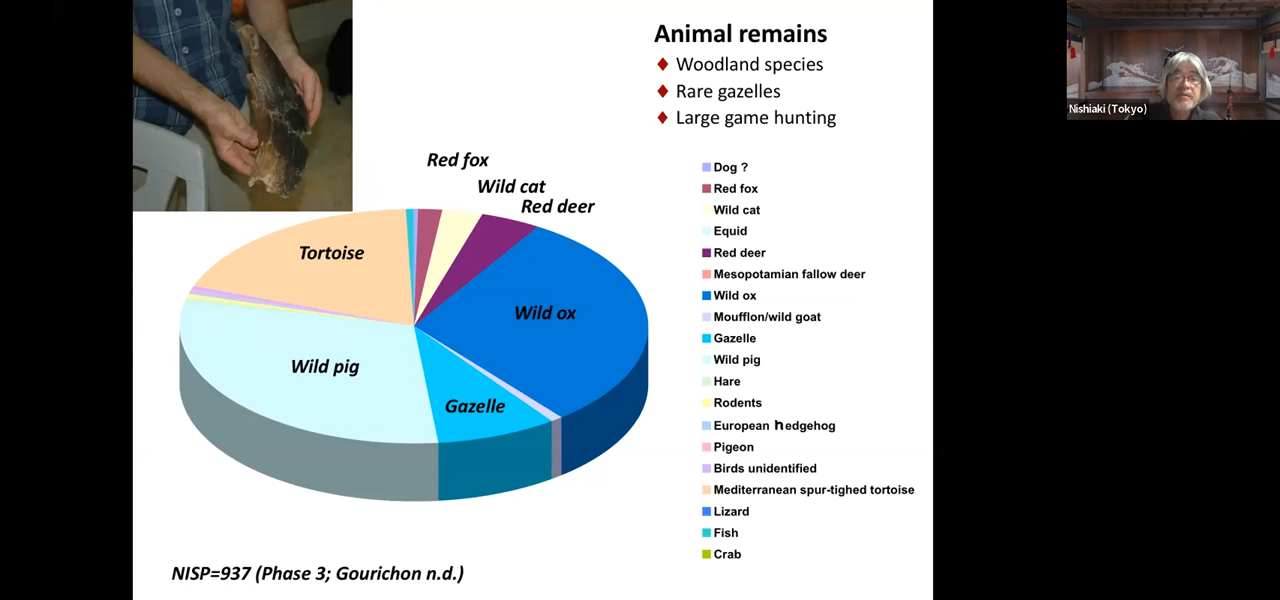 Animal remains
Woodland species
Rare gazelles
Large game hunting
Nishiaki (Tokyo)
Red fox
Wild cat
Red deer
Tortoise
Wild ox
Wild pig
Gazelle
Dog ?
Red fox
Wild cat
Equid
Red deer
Mesopotamian fallow deer
Wild ox
Moufflon/wild goat
Gazelle
Wild pig
Hare
Rodents
European hedgehog
Pigeon
Birds unidentified
Mediterranean spur-tighed tortoise
Lizard
Fish
Crab
NISP=937 (Phase 3; Gourichon n.d.)